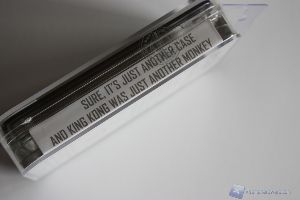 SURE, IT'S JUST ANOTHER CASE
AND KING KONG WAS JUST ANOTHER MONKEY